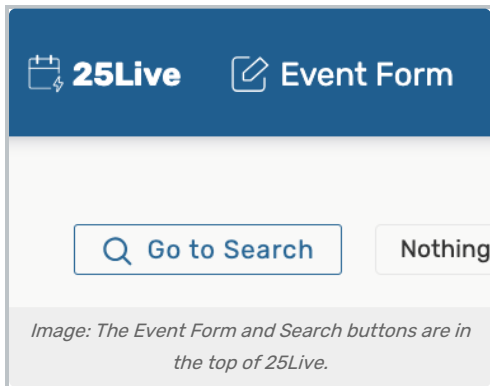 25Live Event Form
Go to Search Nothing
Image: The Event Form and Search buttons are in
the top of 25Live.